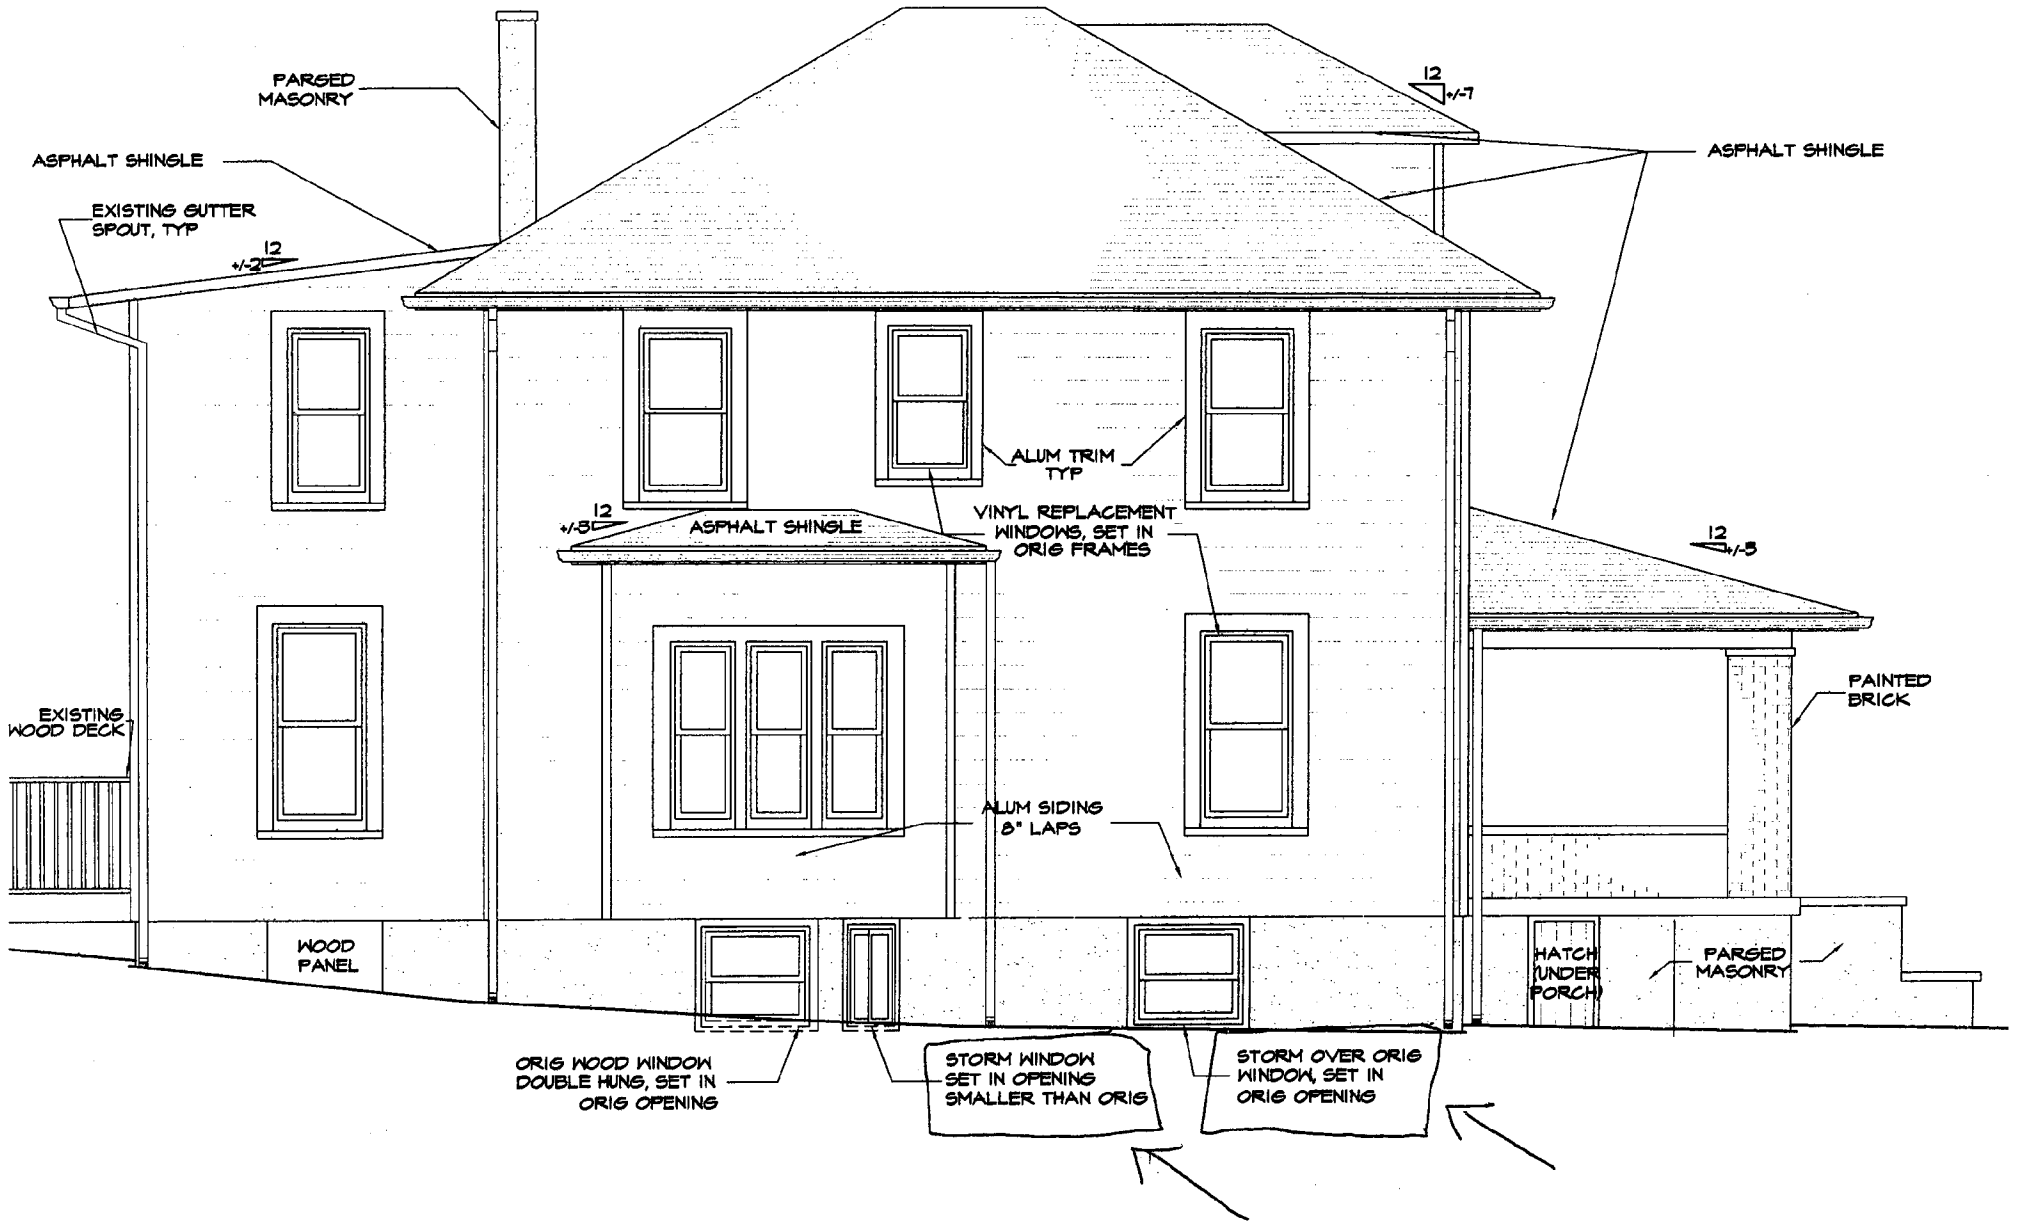 PARGED
MASONRY
12
+/-7
ASPHALT SHINGLE
ASPHALT SHINGLE
EXISTING GUTTER
SPOUT, TYP
12
+/-2
ALUM TRIM
TYP
12
+/-3
ASPHALT SHINGLE
VINYL REPLACEMENT
WINDOWS, SET IN
ORIG FRAMES
12
+/-3
PAINTED
BRICK
EXISTING
WOOD DECK
ALUM SIDING
8" LAPS
WOOD
PANEL
HATCH
(UNDER
PORCH)
PARGED
MASONRY
ORIG WOOD WINDOW
DOUBLE HUNG, SET IN
ORIG OPENING
STORM WINDOW
SET IN OPENING
SMALLER THAN ORIG
STORM OVER ORIG
WINDOW, SET IN
ORIG OPENING